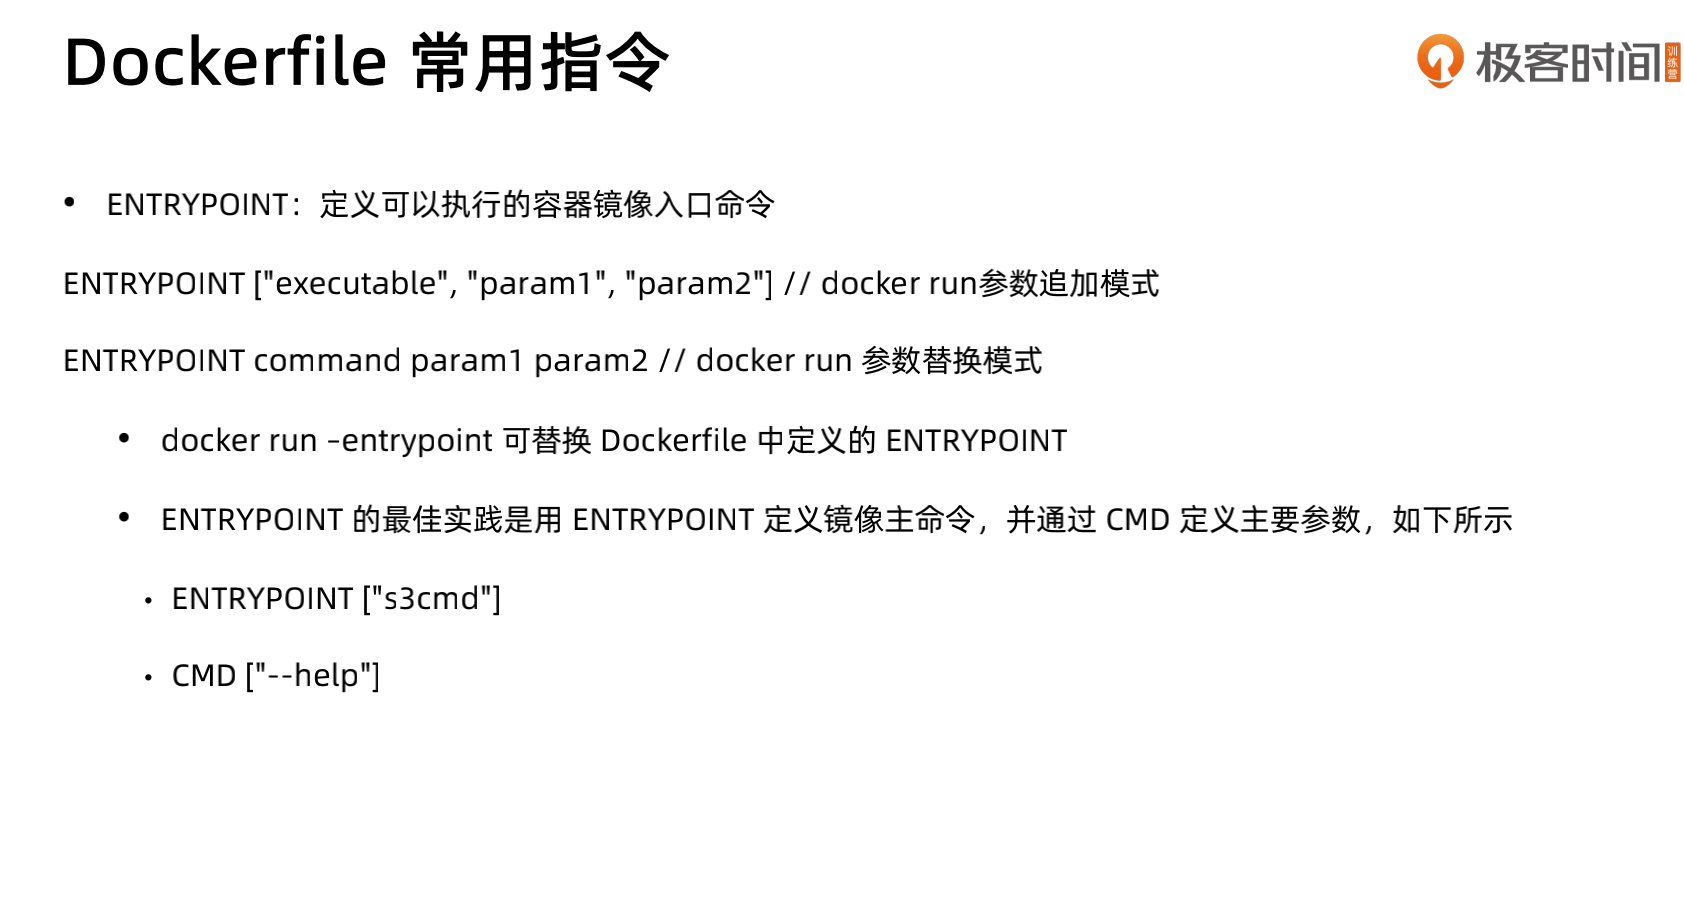 Dockerfile 常用指令
极客时间
训练营
• ENTRYPOINT：定义可以执行的容器镜像入口命令
ENTRYPOINT ["executable", "param1", "param2"] // docker run参数追加模式
ENTRYPOINT command param1 param2 // docker run 参数替换模式
• docker run –entrypoint 可替换 Dockerfile 中定义的 ENTRYPOINT
• ENTRYPOINT 的最佳实践是用 ENTRYPOINT 定义镜像主命令，并通过 CMD 定义主要参数，如下所示
• ENTRYPOINT ["s3cmd"]
• CMD ["--help"]